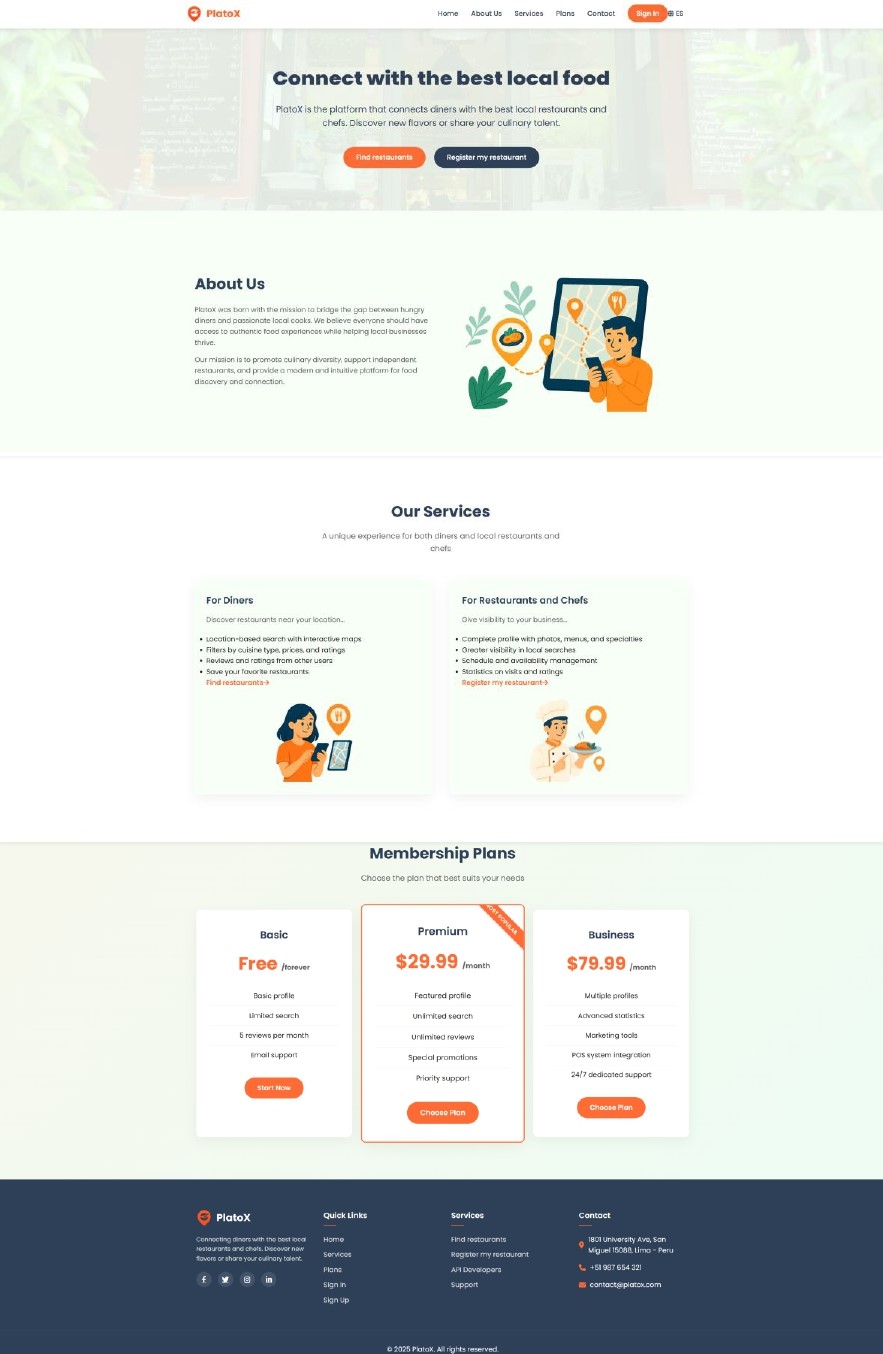 PlatoX
Home About Us Services Plans Contact Sign In ES
Connect with the best local food
PlatoX is the platform that connects diners with the best local restaurants and
chefs. Discover new flavors or share your culinary talent.
Find restaurants Register my restaurant
About Us
PlatoX was born with the mission to bridge the gap between hungry
diners and passionate local cooks. We believe everyone should have
access to authentic food experiences while helping local businesses
thrive.
Our mission is to promote culinary diversity, support independent
restaurants, and provide a modern and intuitive platform for food
discovery and connection.
Our Services
A unique experience for both diners and local restaurants and
chefs
For Diners
Discover restaurants near your location...
• Location-based search with interactive maps
• Filters by cuisine type, prices, and ratings
• Reviews and ratings from other users
• Save your favorite restaurants
Find restaurants→
For Restaurants and Chefs
Give visibility to your business...
• Complete profile with photos, menus, and specialties
• Greater visibility in local searches
• Schedule and availability management
• Statistics on visits and ratings
Register my restaurant→
Membership Plans
Choose the plan that best suits your needs
Basic
Free /forever
Basic profile
Limited search
5 reviews per month
Email support
Start Now
POPULAR
Premium
$29.99 /month
Featured profile
Unlimited search
Unlimited reviews
Special promotions
Priority support
Choose Plan
Business
$79.99 /month
Multiple profiles
Advanced statistics
Marketing tools
POS system integration
24/7 dedicated support
Choose Plan
PlatoX
Connecting diners with the best local
restaurants and chefs. Discover new
flavors or share your culinary talent.
Quick Links
Home
Services
Plans
Sign In
Sign Up
Services
Find restaurants
Register my restaurant
API Developers
Support
Contact
1801 University Ave, San
Miguel 15088, Lima - Peru
+51 987 654 321
contact@platox.com
© 2025 PlatoX. All rights reserved.